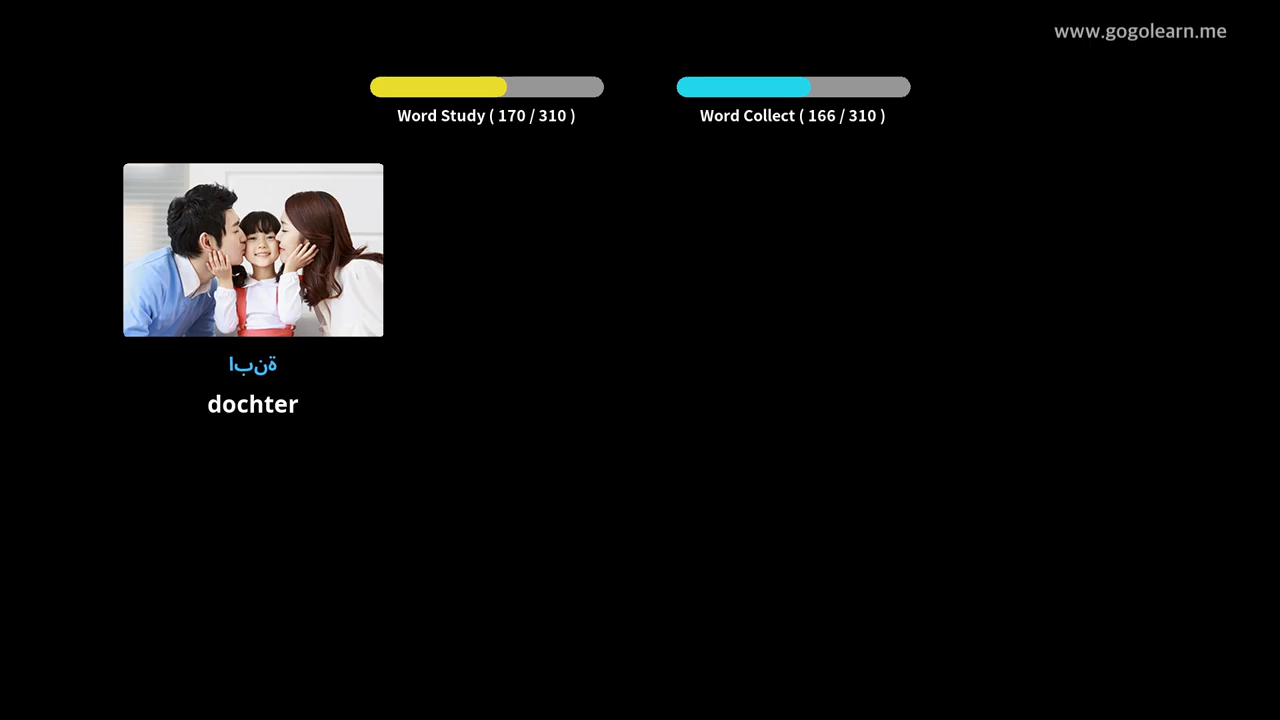 www.gogolearn.me
Word Study ( 170 / 310 )
Word Collect ( 166 / 310 )
ابنة
dochter